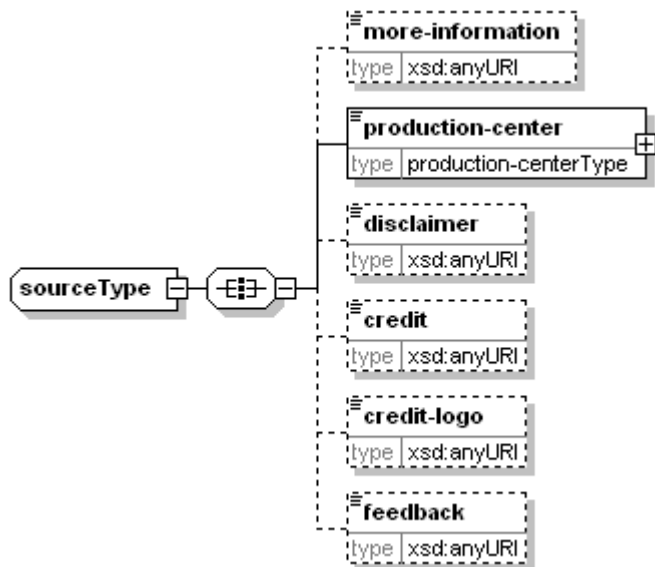 more-information
type xsd:anyURI
production-center
type production-centerType
disclaimer
type xsd:anyURI
sourceType
credit
type xsd:anyURI
credit-logo
type xsd:anyURI
feedback
type xsd:anyURI